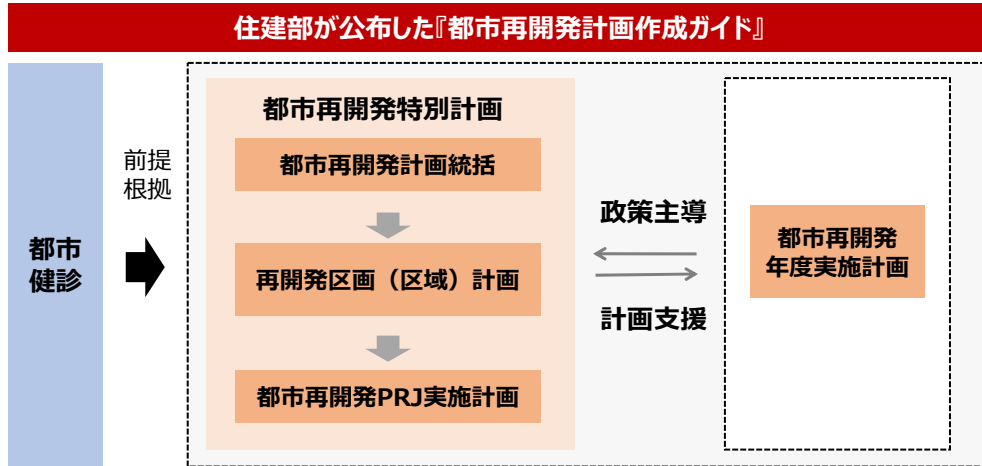 住建部が公布した『都市再開発計画作成ガイド』
都市
健診
前提
根拠
都市再開発特別計画
都市再開発計画統括
再開発区画（区域）計画
都市再開発PRJ実施計画
政策主導
計画支援
都市再開発
年度実施計画